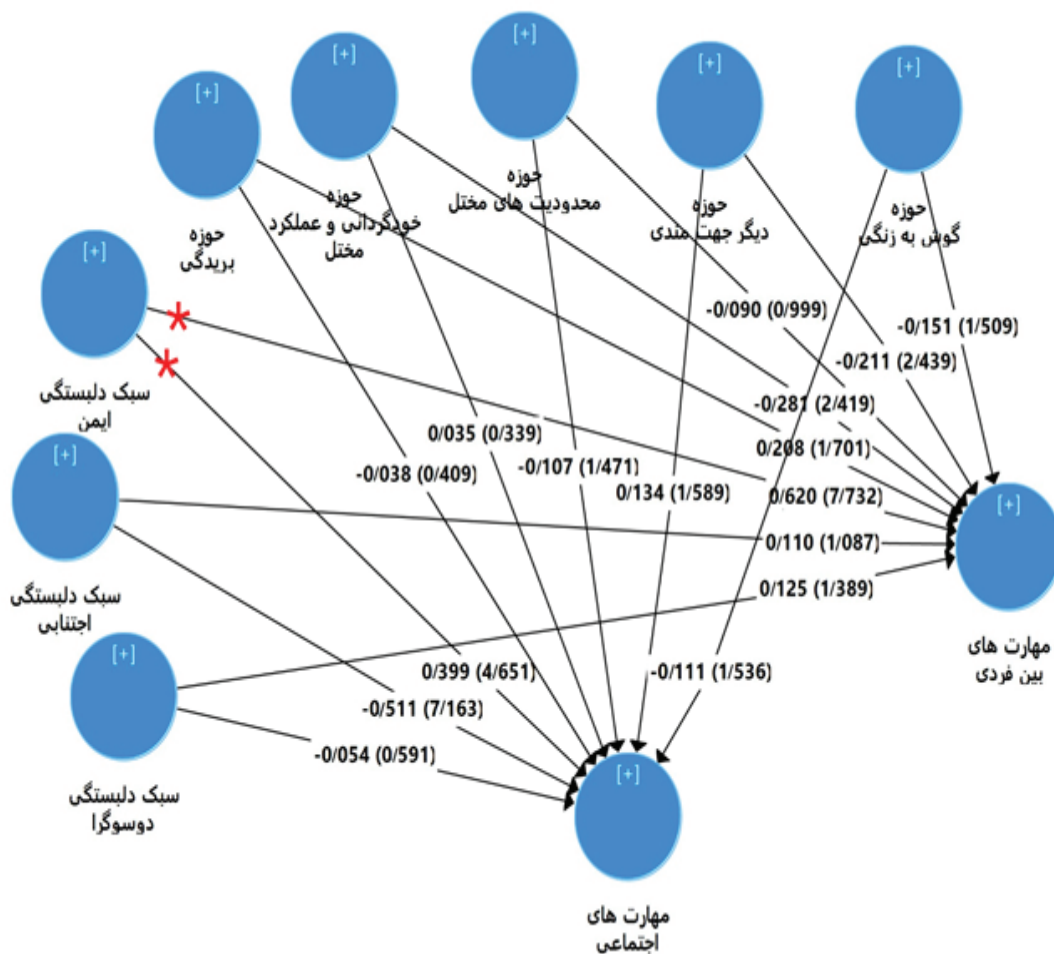 [+]
[+]
[+]
[+]
[+]
حوزه
بریدگی
حوزه
خودگردانی و عملکرد
مختل
حوزه
محدودیت های مختل
حوزه
دیگر جهت مندی
حوزه
گوش به زنگی
[+]
سبک دلبستگی
ایمن
[+]
سبک دلبستگی
اجتنابی
[+]
سبک دلبستگی
دوسوگرا
-0/090 (0/999)
-0/151 (1/509)
-0/211 (2/439)
-0/281 (2/419)
0/208 (1/701)
0/620 (7/732)
0/110 (1/087)
0/125 (1/389)
0/035 (0/339)
-0/038 (0/409)
-0/107 (1/471)
0/134 (1/589)
0/399 (4/651)
-0/111 (1/536)
-0/511 (7/163)
-0/054 (0/591)
[+]
مهارت های
بین فردی
[+]
مهارت های
اجتماعی